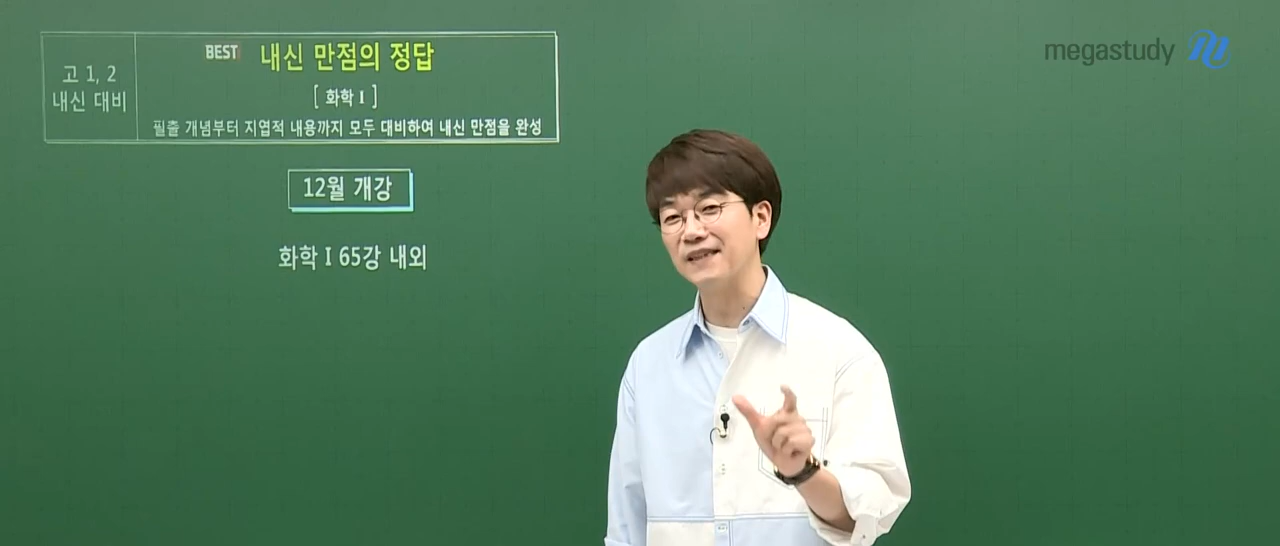 고 1, 2
내신 대비
BEST 내신 만점의 정답
[ 화학 I ]
필출 개념부터 지엽적 내용까지 모두 대비하여 내신 만점을 완성
12월 개강
화학 I 65강 내외
megastudy